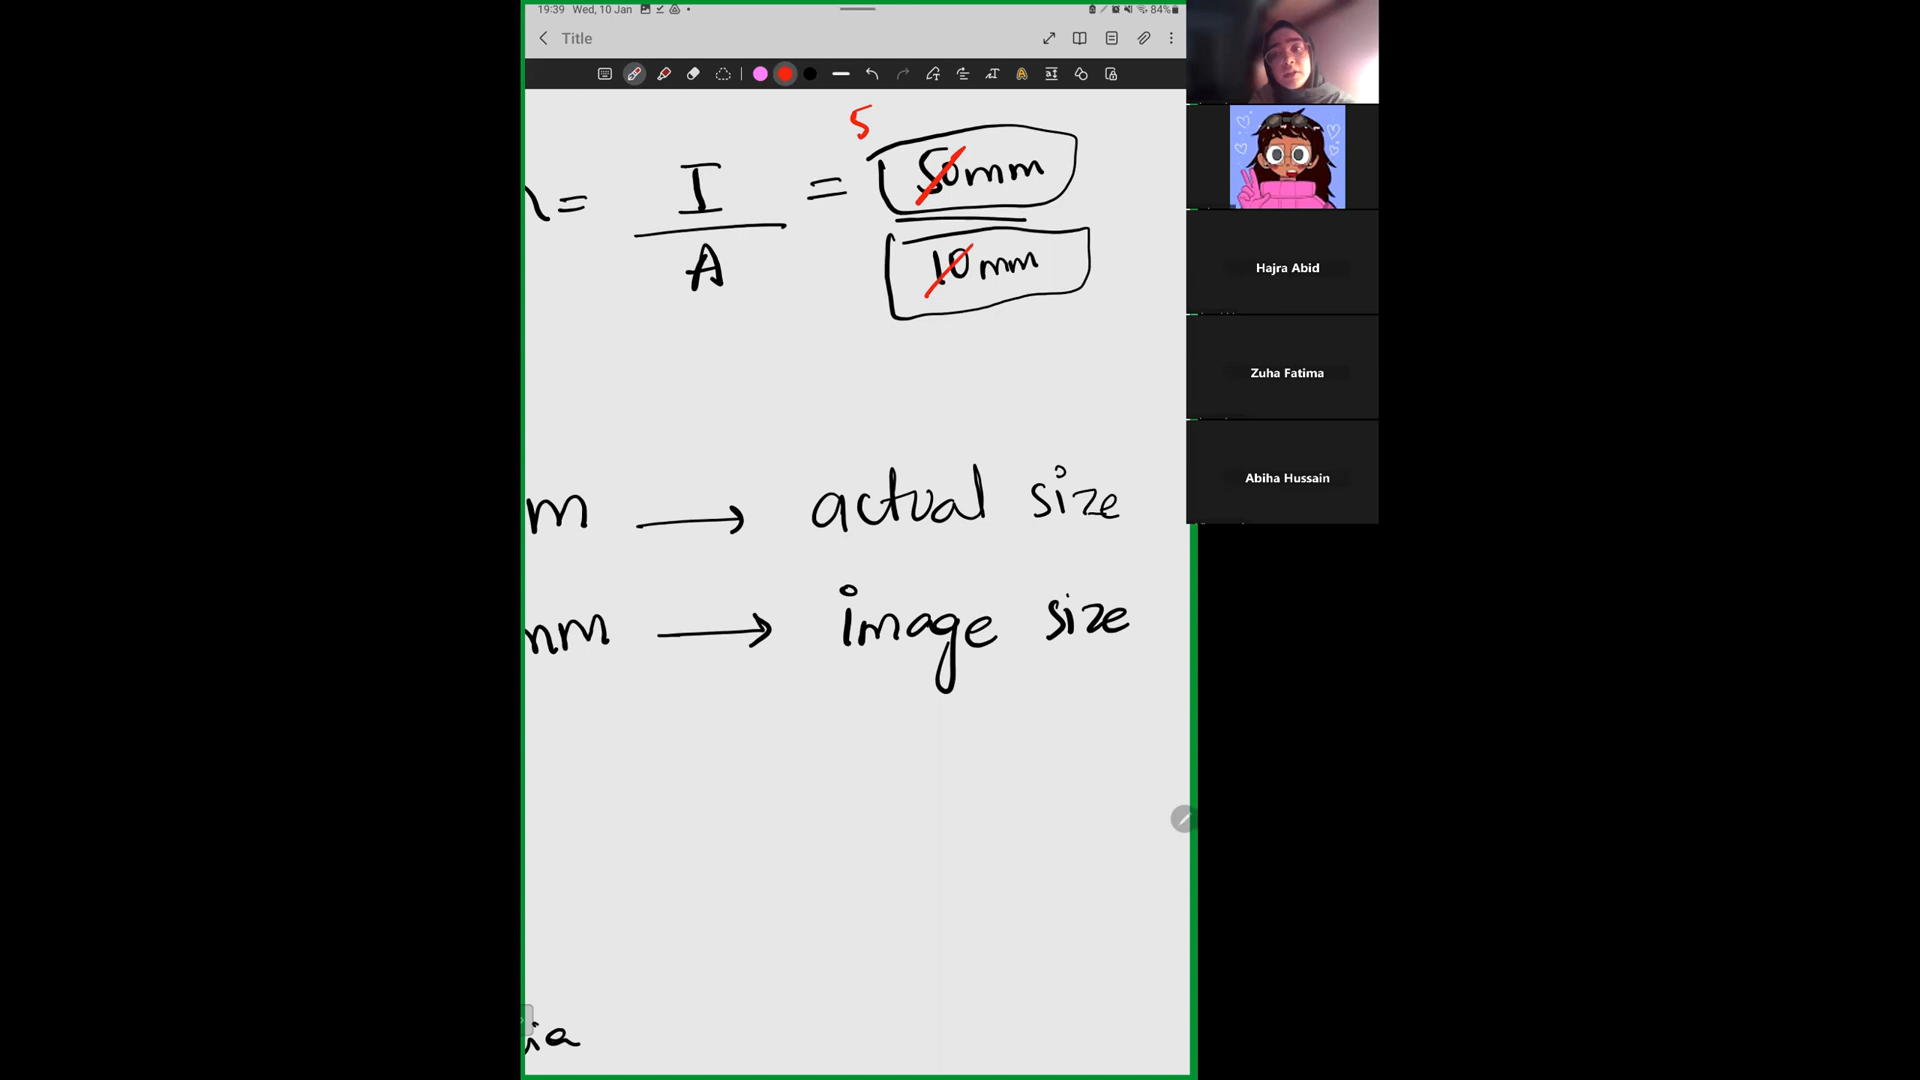 19:39 Wed, 10 Jan
84%
Title
5
= I = 50mm
A 10mm
m → actual size
mm → image size
ia
Hajra Abid
Zuha Fatima
Abiha Hussain